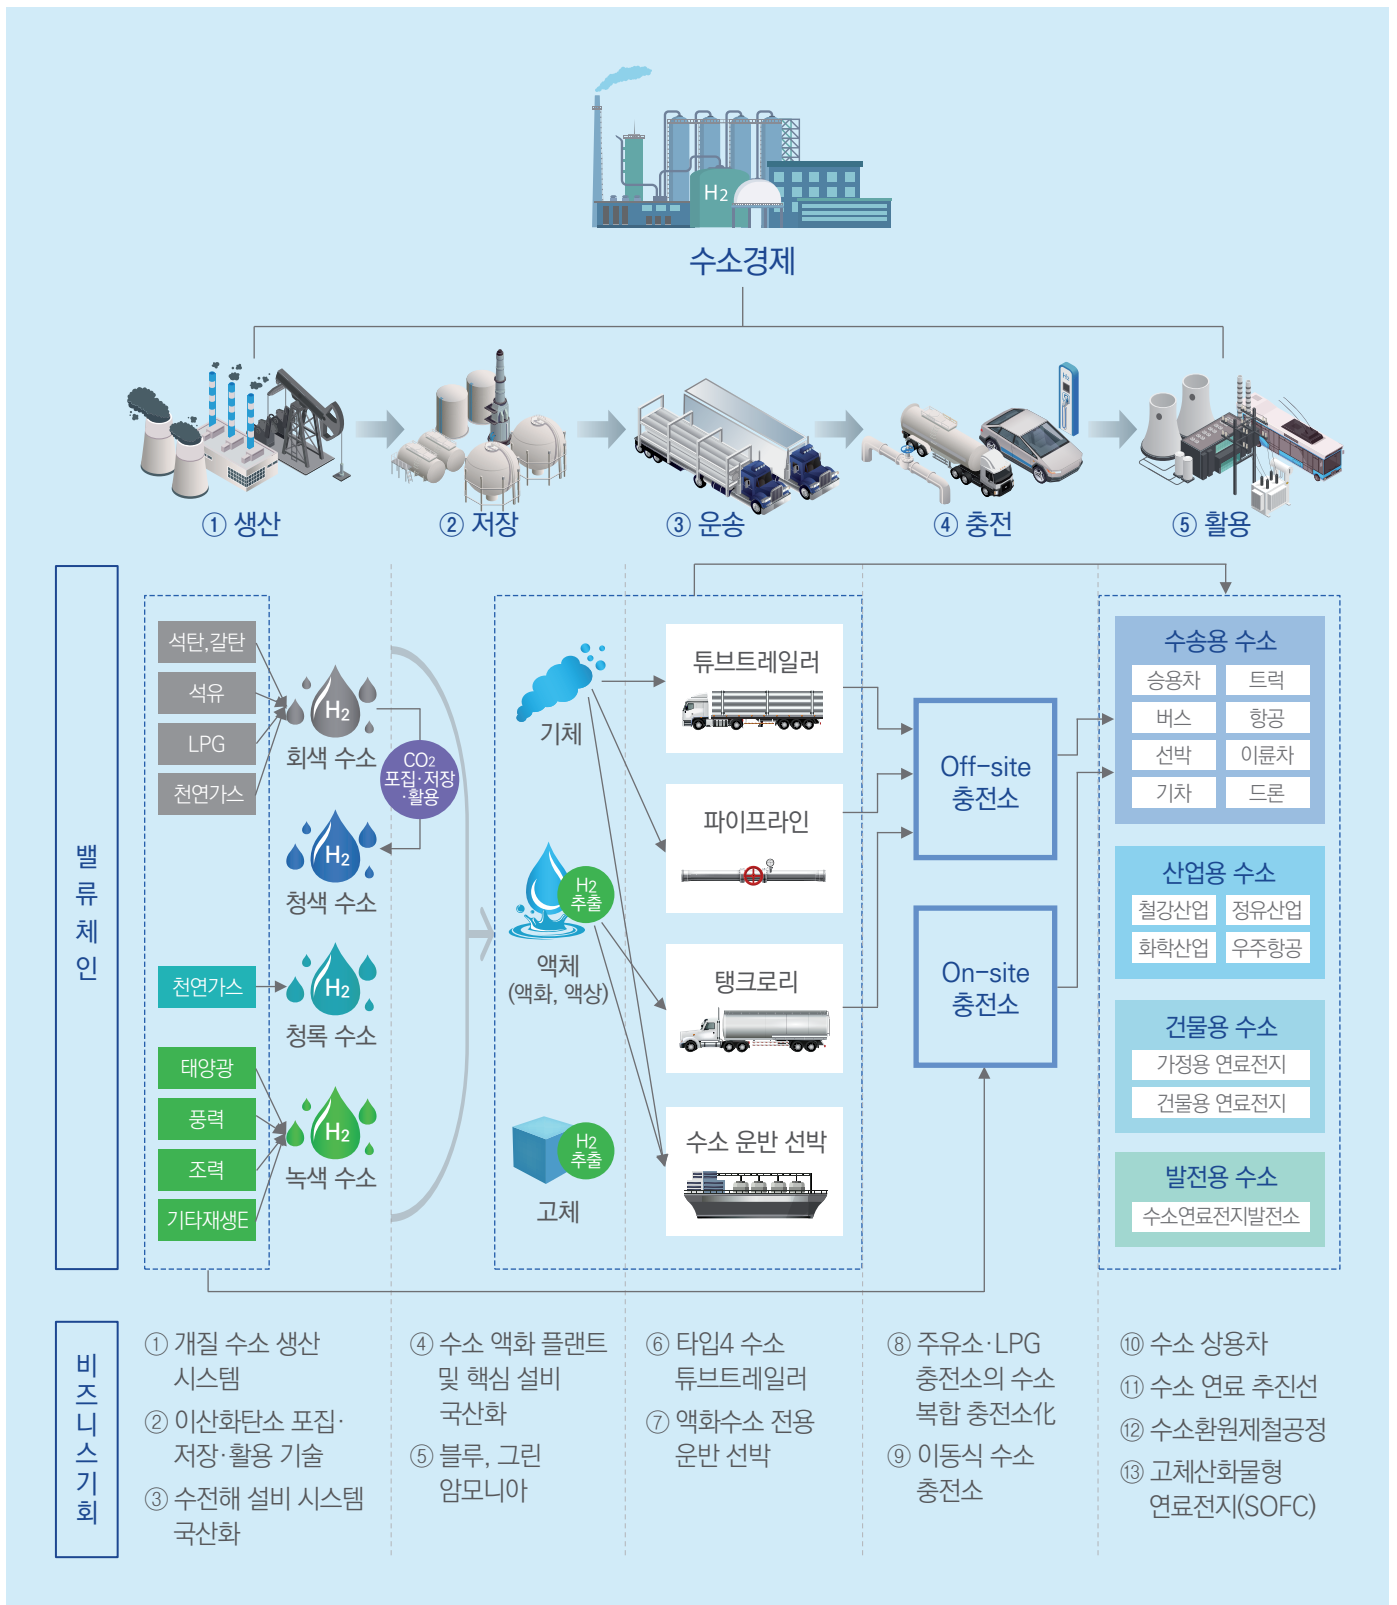 H2
수소경제
H2
① 생산
② 저장
③ 운송
④ 충전
⑤ 활용
밸류체인
석탄,갈탄
석유
LPG
천연가스
H2
회색 수소
CO2
포집·저장
·활용
H2
청색 수소
천연가스
H2
청록 수소
태양광
풍력
조력
기타재생E
H2
녹색 수소
기체
H2
추출
액체
(액화, 액상)
H2
추출
고체
튜브트레일러
파이프라인
탱크로리
수소 운반 선박
Off-site
충전소
On-site
충전소
수송용 수소
승용차 트럭
버스 항공
선박 이륜차
기차 드론
산업용 수소
철강산업 정유산업
화학산업 우주항공
건물용 수소
가정용 연료전지
건물용 연료전지
발전용 수소
수소연료전지발전소
비즈니스기회
① 개질 수소 생산
시스템
② 이산화탄소 포집·
저장·활용 기술
③ 수전해 설비 시스템
국산화
④ 수소 액화 플랜트
및 핵심 설비
국산화
⑤ 블루, 그린
암모니아
⑥ 타입4 수소
튜브트레일러
⑦ 액화수소 전용
운반 선박
⑧ 주유소·LPG
충전소의 수소
복합 충전소化
⑨ 이동식 수소
충전소
⑩ 수소 상용차
⑪ 수소 연료 추진선
⑫ 수소환원제철공정
⑬ 고체산화물형
연료전지(SOFC)